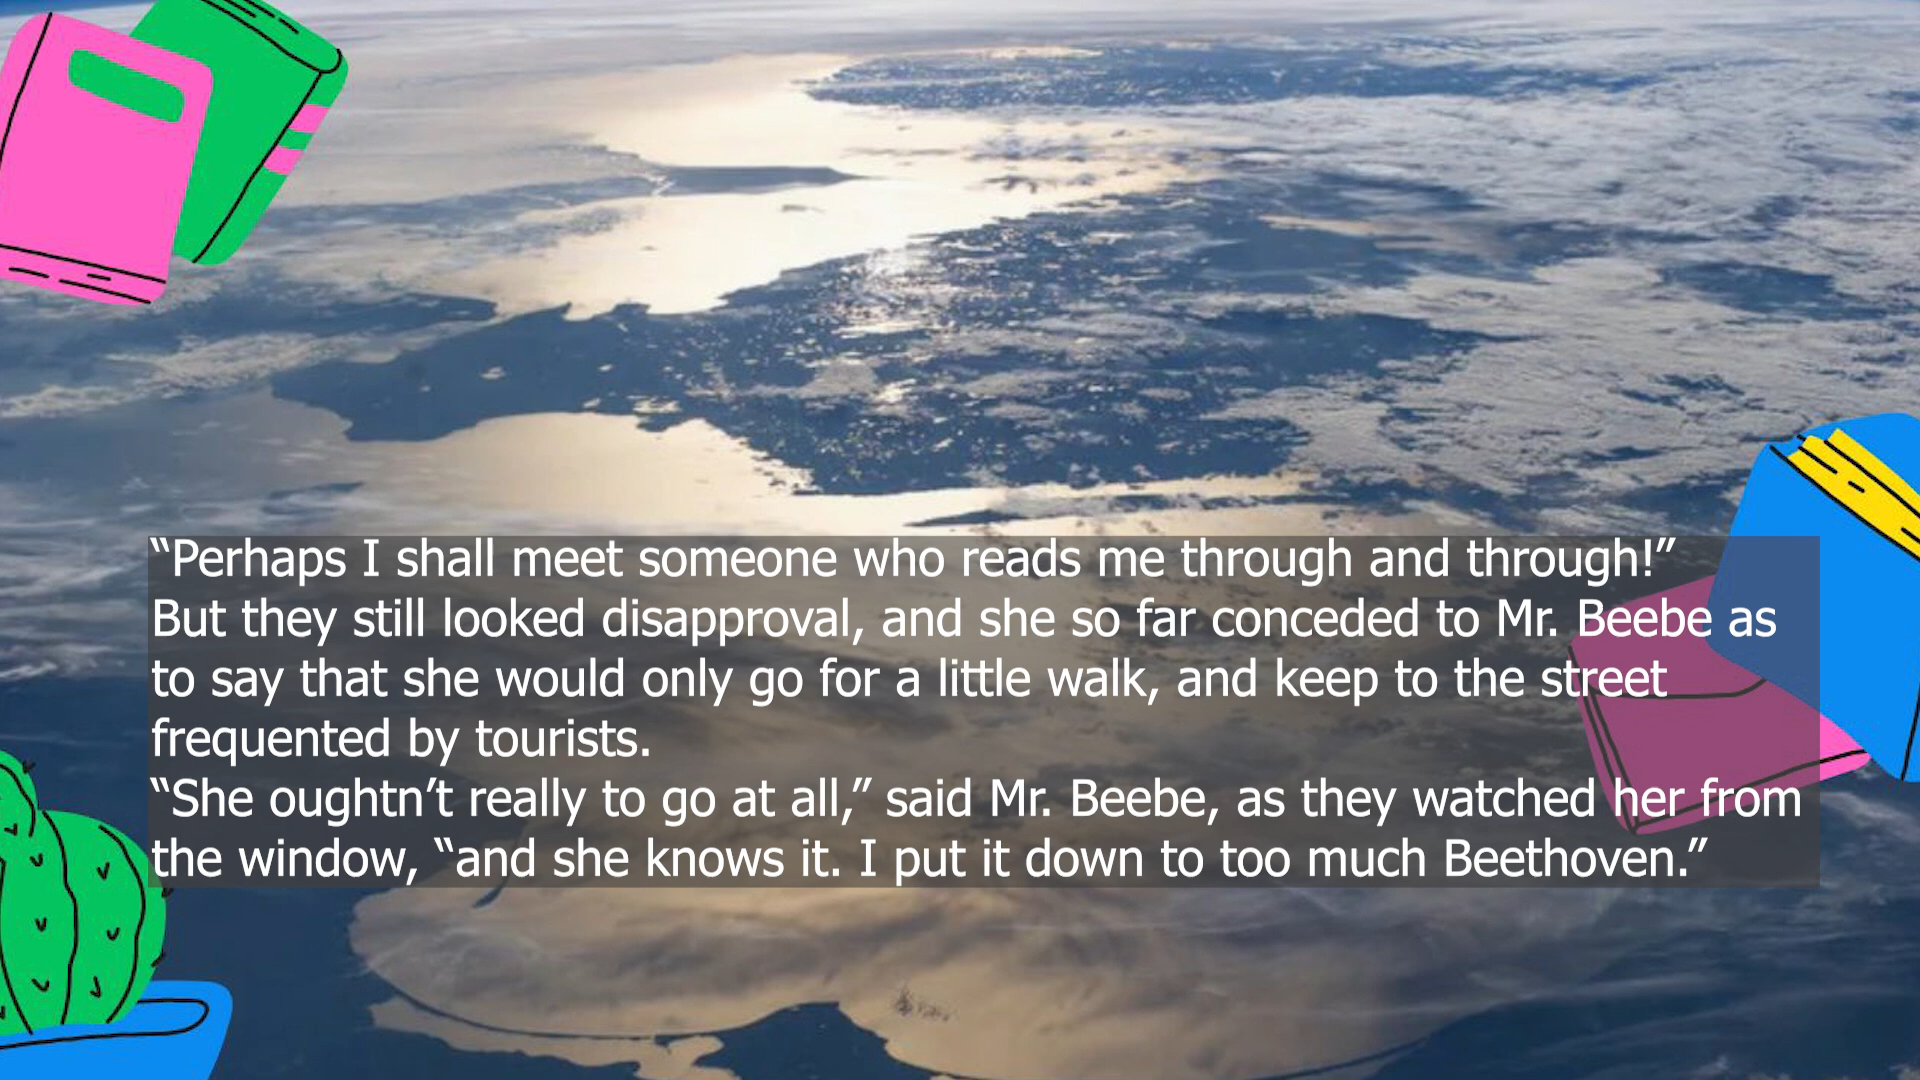 “Perhaps I shall meet someone who reads me through and through!”
But they still looked disapproval, and she so far conceded to Mr. Beebe as
to say that she would only go for a little walk, and keep to the street
frequented by tourists.
“She oughtn’t really to go at all,” said Mr. Beebe, as they watched her from
the window, “and she knows it. I put it down to too much Beethoven.”